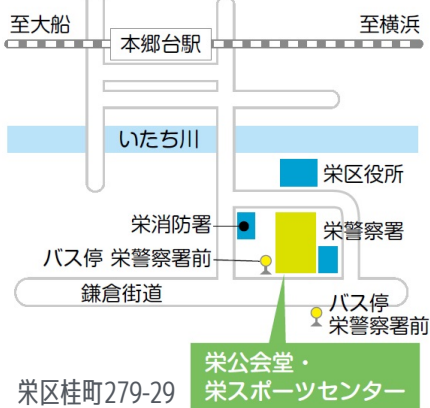 至大船
至横浜
本郷台駅
いたち川
栄区役所
栄消防署
栄警察署
バス停 栄警察署前
鎌倉街道
バス停
栄警察署前
栄公会堂・
栄スポーツセンター
栄区桂町279-29